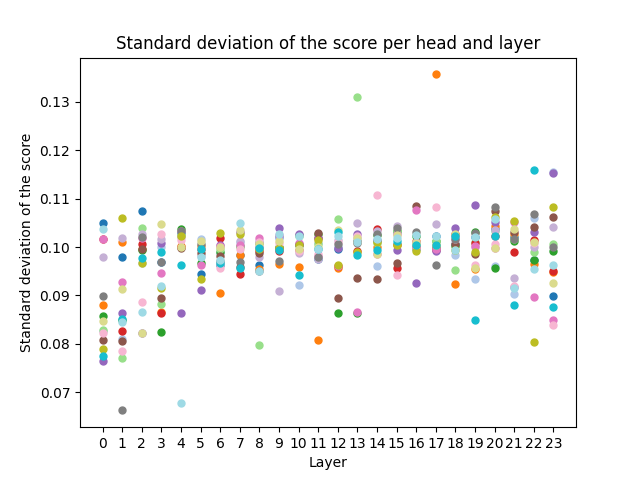 Standard deviation of the score per head and layer
0.13
0.12
0.11
0.10
0.09
0.08
0.07
Standard deviation of the score
0 1 2 3 4 5 6 7 8 9 10 11 12 13 14 15 16 17 18 19 20 21 22 23
Layer